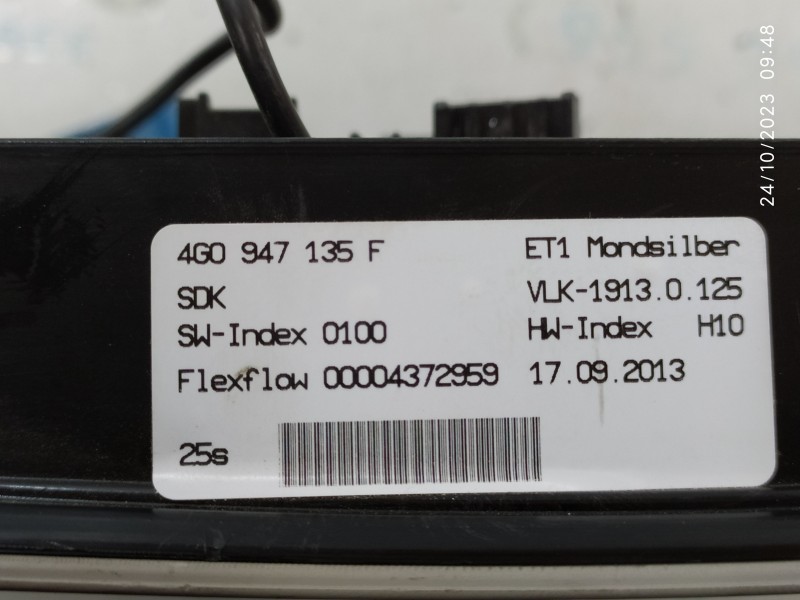 4G0 947 135 F ET1 Mondsilber
SDK VLK-1913.0.125
SW-Index 0100 HW-Index H10
Flexflow 00004372959 17.09.2013
25s
24/10/2023 09:48